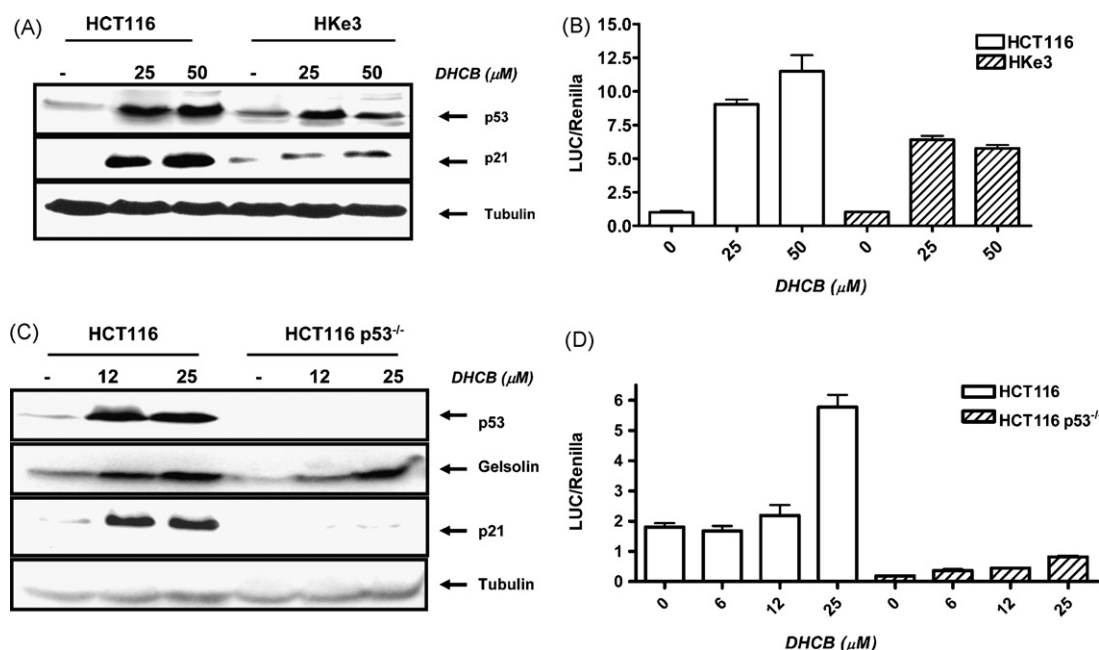 (A)
HCT116 HKe3
- 25 50 - 25 50 DHCB (μM)
p53
p21
Tubulin
(B)
HCT116
HKe3
LUC/Renilla
15.0
12.5
10.0
7.5
5.0
2.5
0.0
0 25 50 0 25 50
DHCB (μM)
(C)
HCT116 HCT116 p53-/-
- 12 25 - 12 25 DHCB (μM)
p53
Gelsolin
p21
Tubulin
(D)
HCT116
HCT116 p53-/-
LUC/Renilla
6
5
4
3
2
1
0
0 6 12 25 0 6 12 25
DHCB (μM)